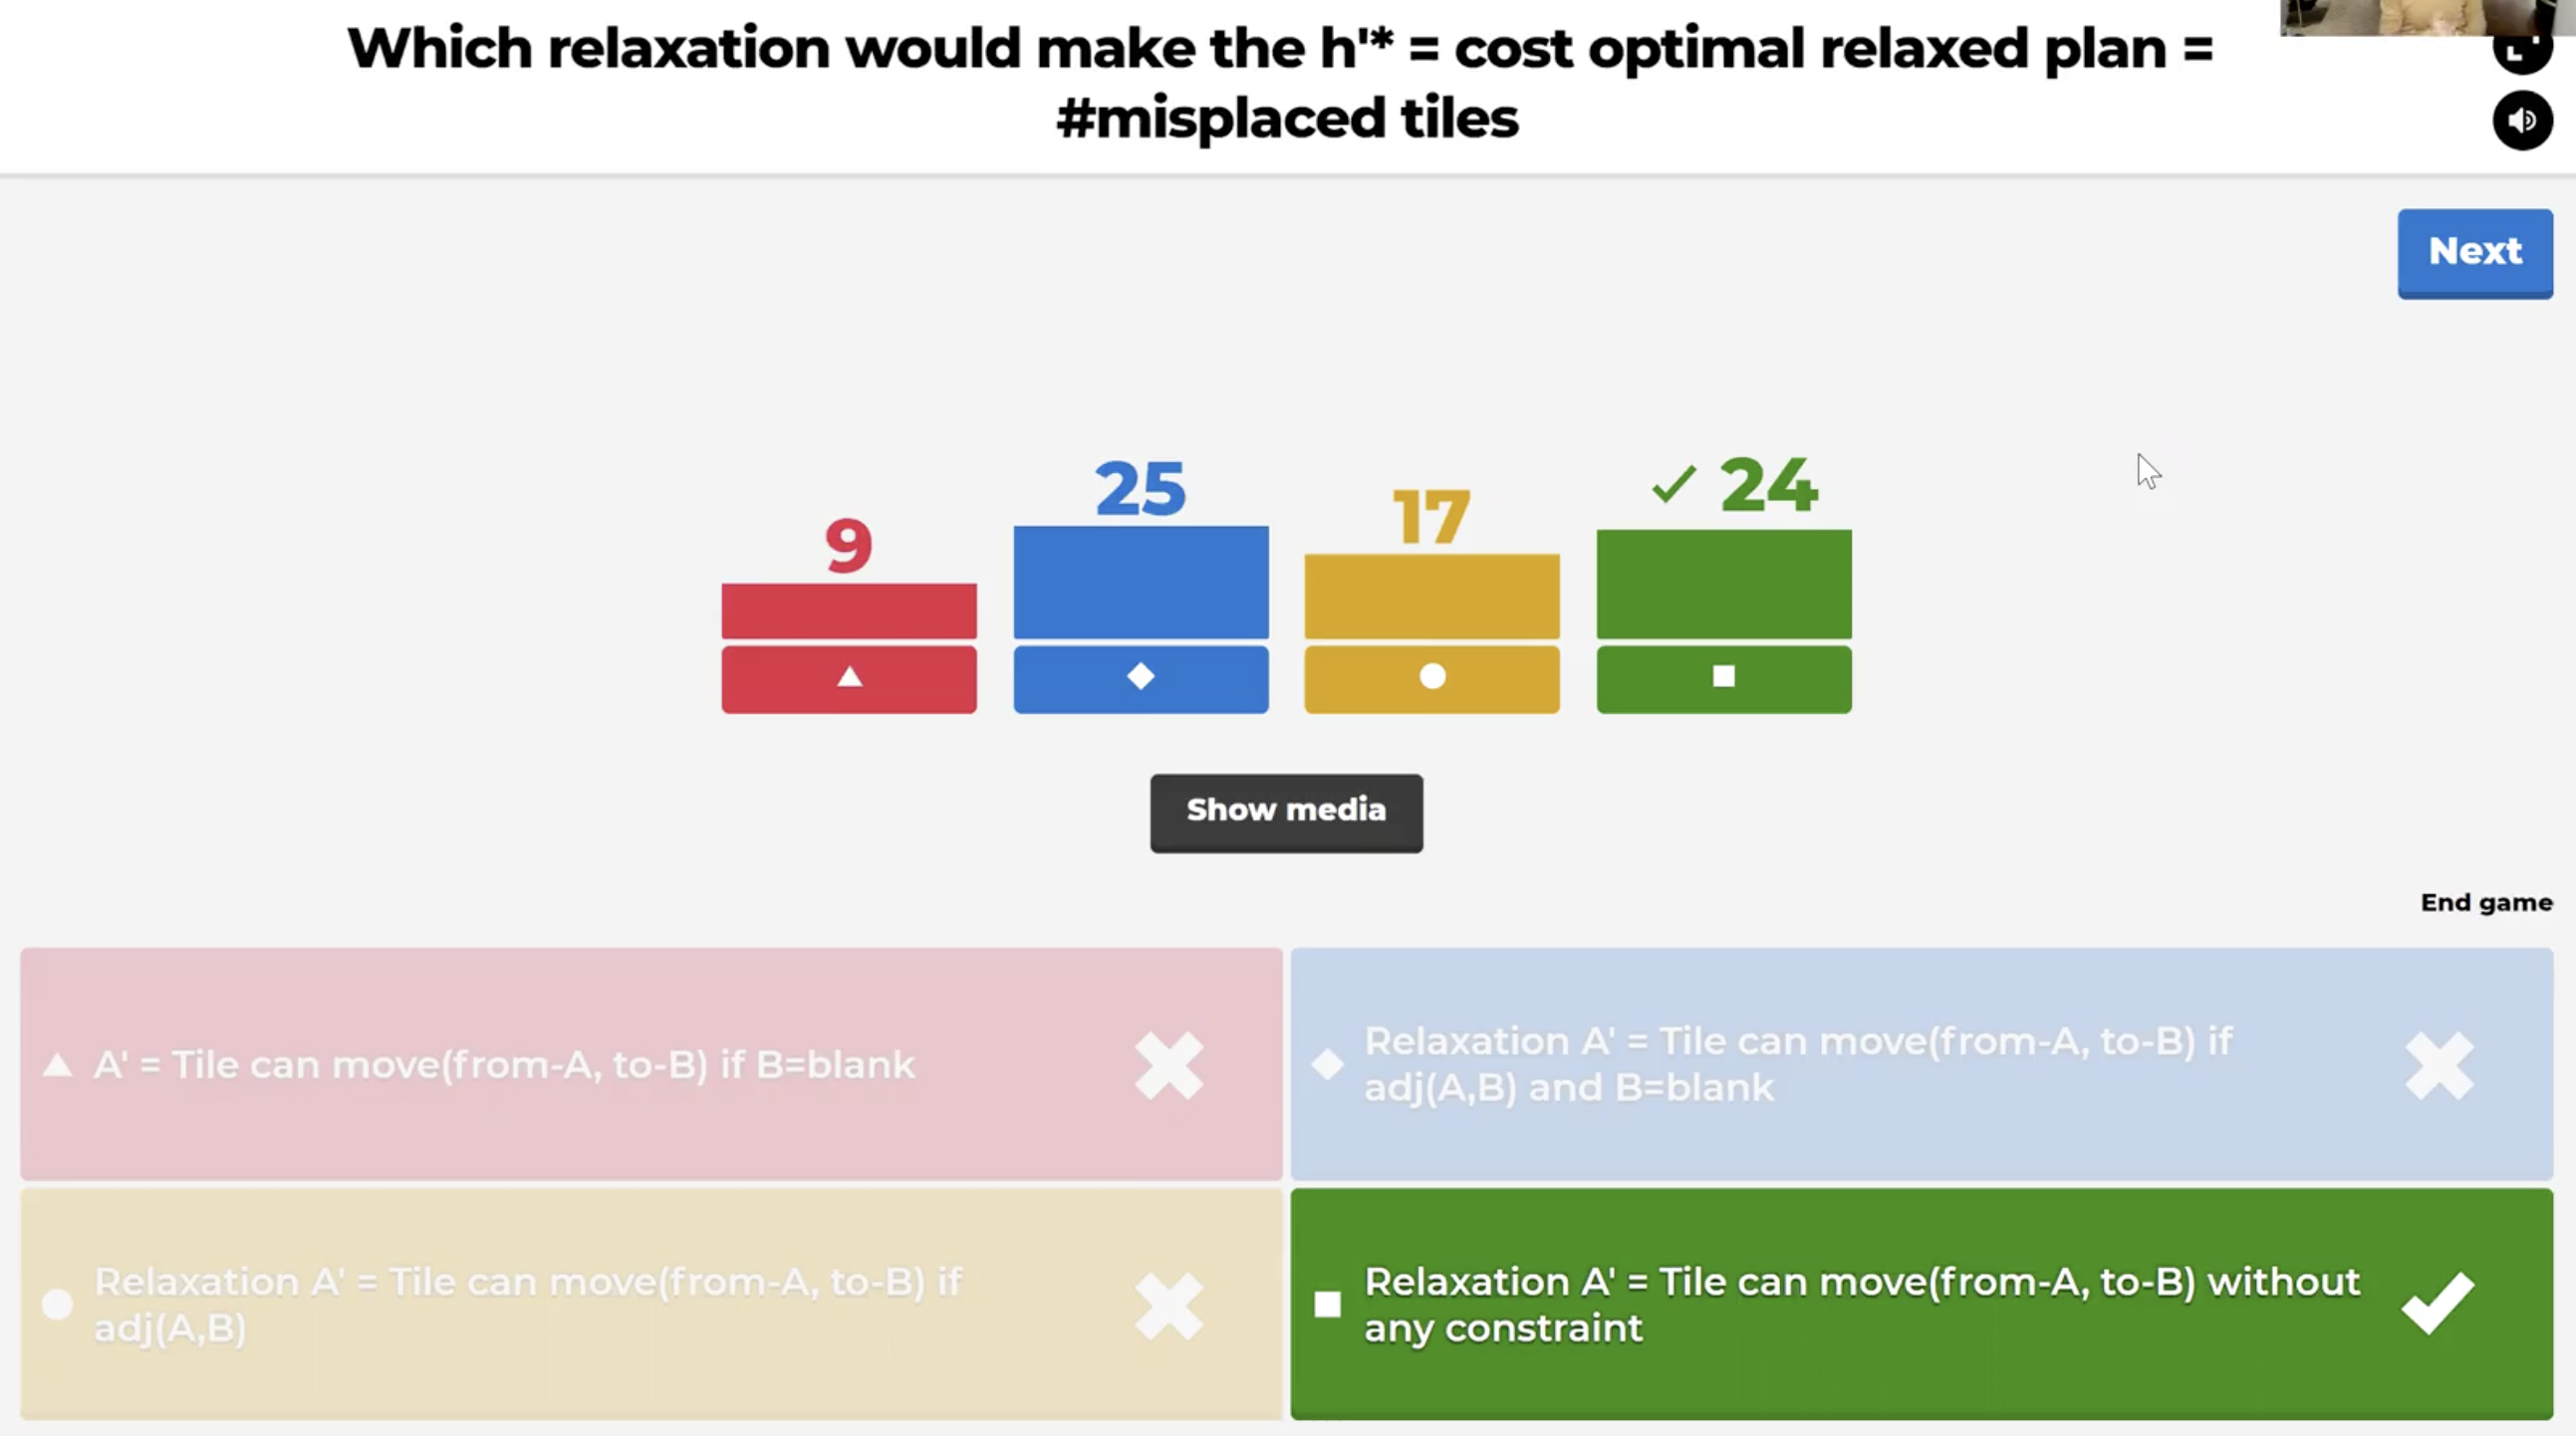 Which relaxation would make the h'* = cost optimal relaxed plan =
#misplaced tiles
Next
9
25
17
24
Show media
End game
A' = Tile can move(from-A, to-B) if B=blank
Relaxation A' = Tile can move(from-A, to-B) if
adj(A,B) and B=blank
Relaxation A' = Tile can move(from-A, to-B) if
adj(A,B)
Relaxation A' = Tile can move(from-A, to-B) without
any constraint